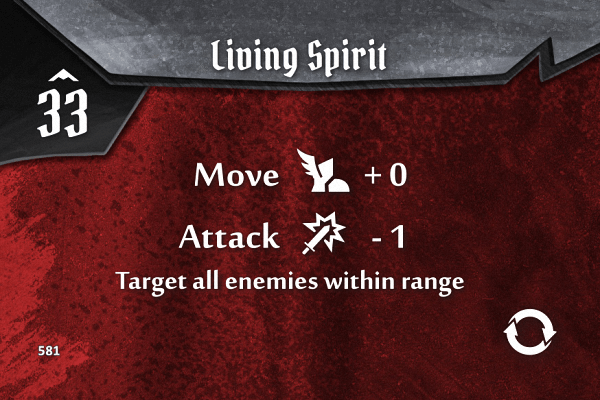 Living Spirit
33
Move + 0
Attack - 1
Target all enemies within range
581